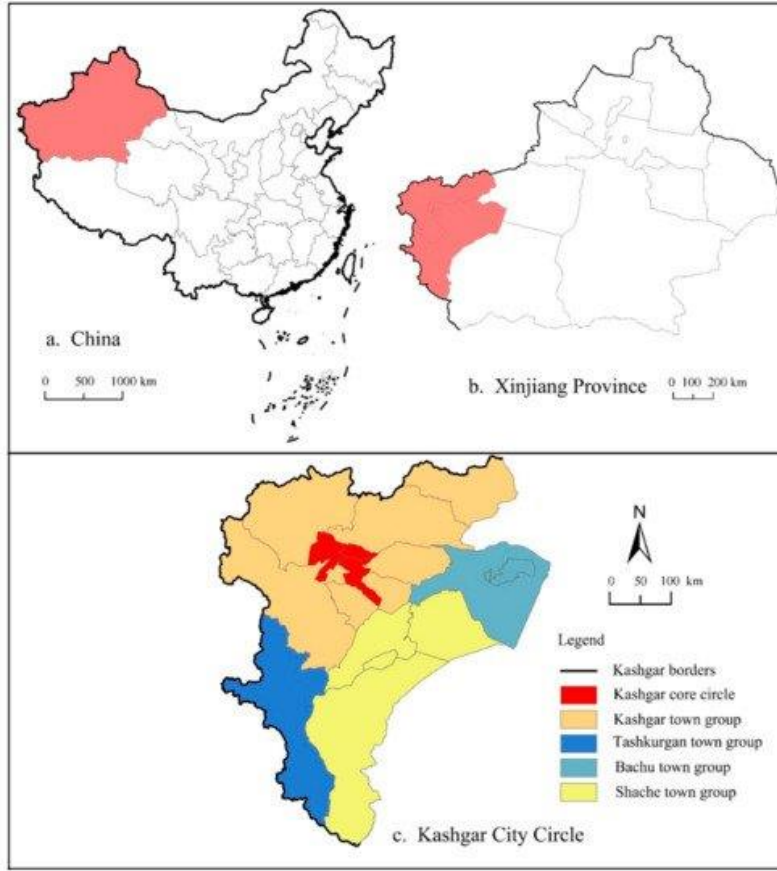 a. China
0 500 1000 km
b. Xinjiang Province
0 100 200 km
N
0 50 100 km
Legend
Kashgar borders
Kashgar core circle
Kashgar town group
Tashkurgan town group
Bachu town group
Shache town group
c. Kashgar City Circle